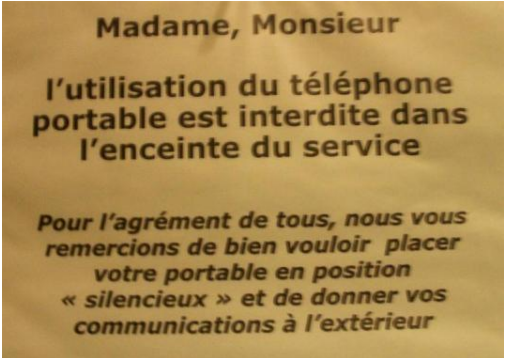 Madame, Monsieur
l'utilisation du téléphone
portable est interdite dans
l'enceinte du service
Pour l'agrément de tous, nous vous
remercions de bien vouloir placer
votre portable en position
« silencieux » et de donner vos
communications à l'extérieur